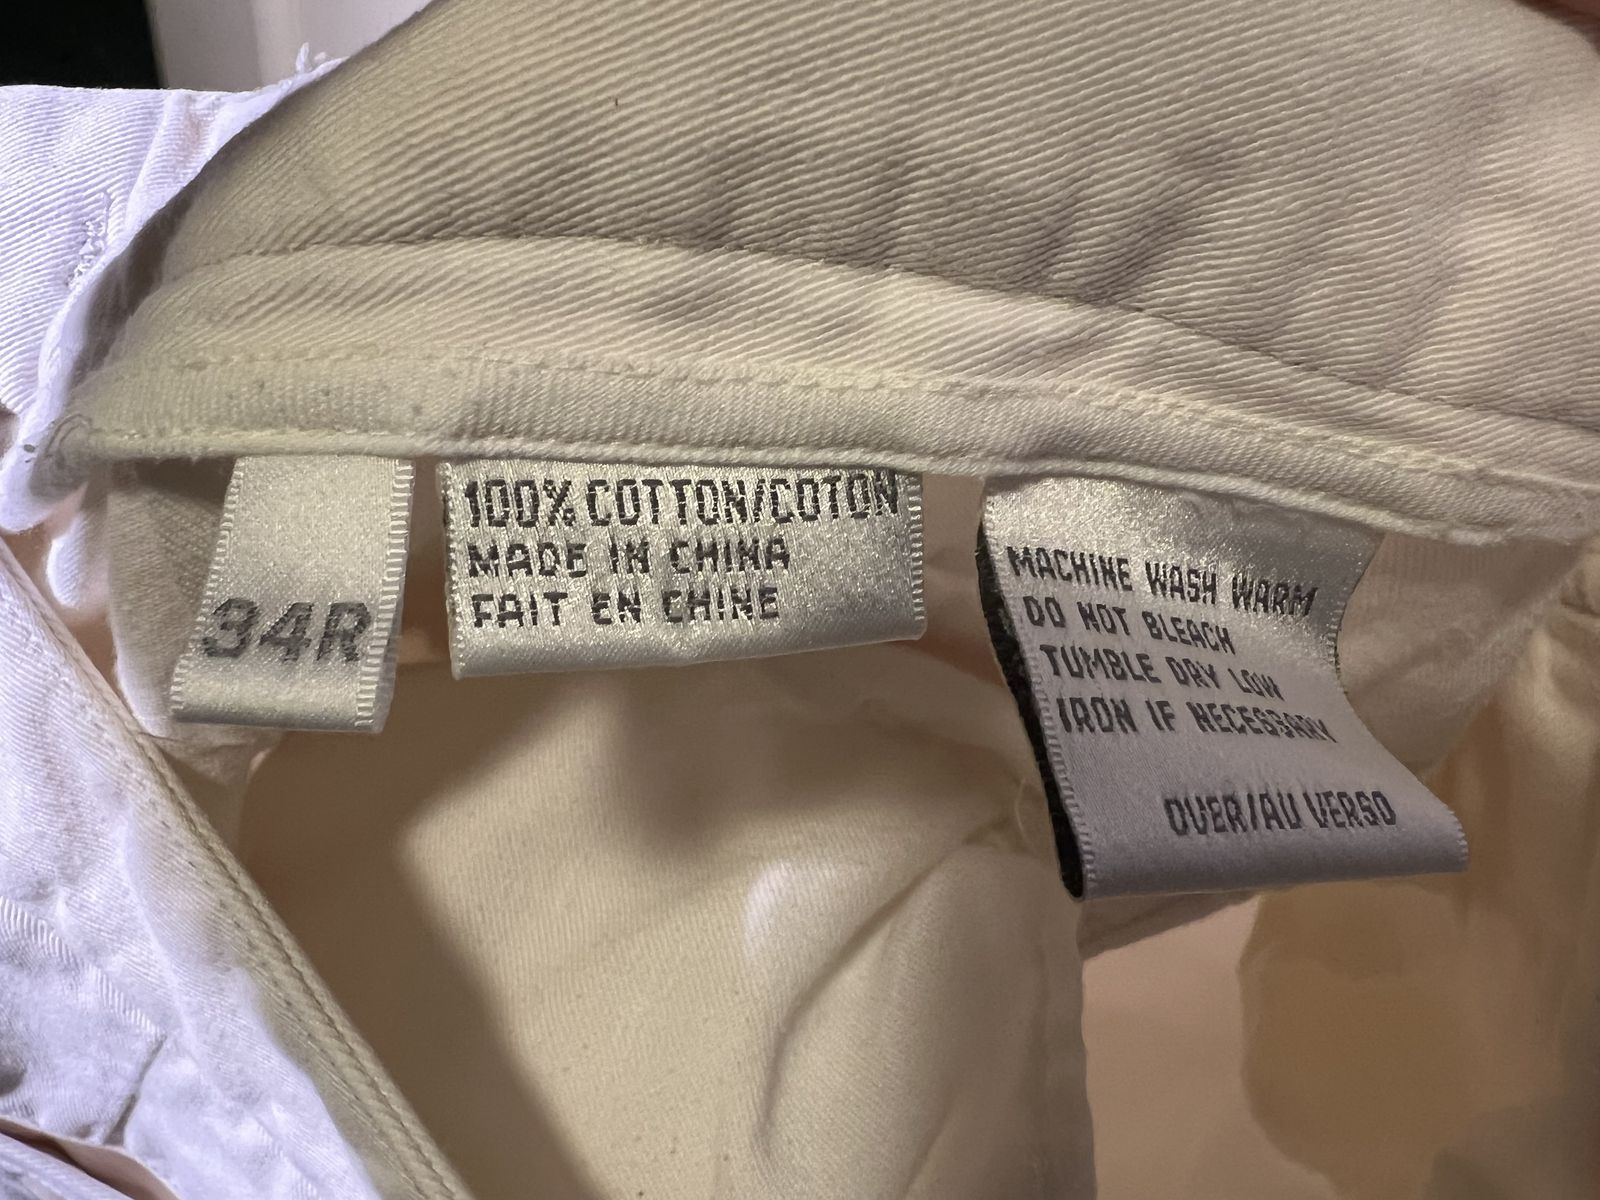 34R
100% COTTON/COTON
MADE IN CHINA
FAIT EN CHINE
MACHINE WASH WARM
DO NOT BLEACH
TUMBLE DRY LOW
IRON IF NECESSARY
OVER/AU VERSO